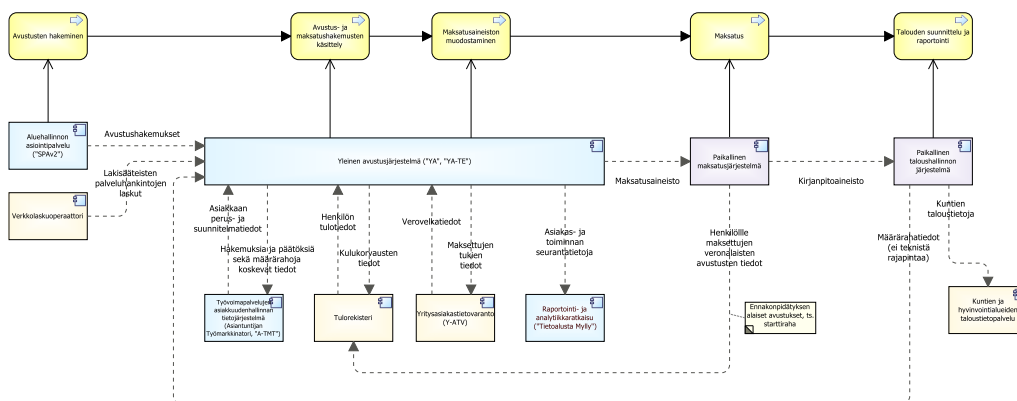 Avustusten hakeminen
Avustus- ja
maksatushakemusten
käsittely
Maksatusaineiston
muodostaminen
Maksatus
Talouden suunnittelu ja
raportointi
Aluehallinnon
asiointipalvelu
("SPAv2")
Avustushakemukset
Yleinen avustusjärjestelmä ("YA", "YA-TE")
Maksatusaineisto
Paikallinen
maksatusjärjestelmä
Kirjanpitoaineisto
Paikallinen
taloushallinnon
järjestelmä
Lakisääteisten
palveluhankintojen
laskut
Verkkolaskuoperaattori
Asiakkaan
perus- ja
suunnitelmatiedot
Hakemuksia ja päätöksiä
sekä määrärahoja
koskevat tiedot
Henkilön
tulotiedot
Kulukorvausten
tiedot
Verovelkatiedot
Maksettujen
tukien
tiedot
Asiakas- ja
toiminnan
seurantatietoja
Henkilöille
maksettujen
veronalaisten
avustusten tiedot
Määrärahatiedot
(ei teknistä
rajapintaa)
Kuntien
taloustietoja
Työvoimapalvelujen
asiakkuudenhallinnan
tietojärjestelmä
(Asiantuntijan
Työmarkkinatori, "A-TMT")
Tulorekisteri
Yritysasiakastietovaranto
(Y-ATV)
Raportointi- ja
analytiikkaratkaisu
("Tietoalusta Mylly")
Ennakonpidätyksen
alaiset avustukset, ts.
starttiraha
Kuntien ja
hyvinvointialueiden
taloustietopalvelu